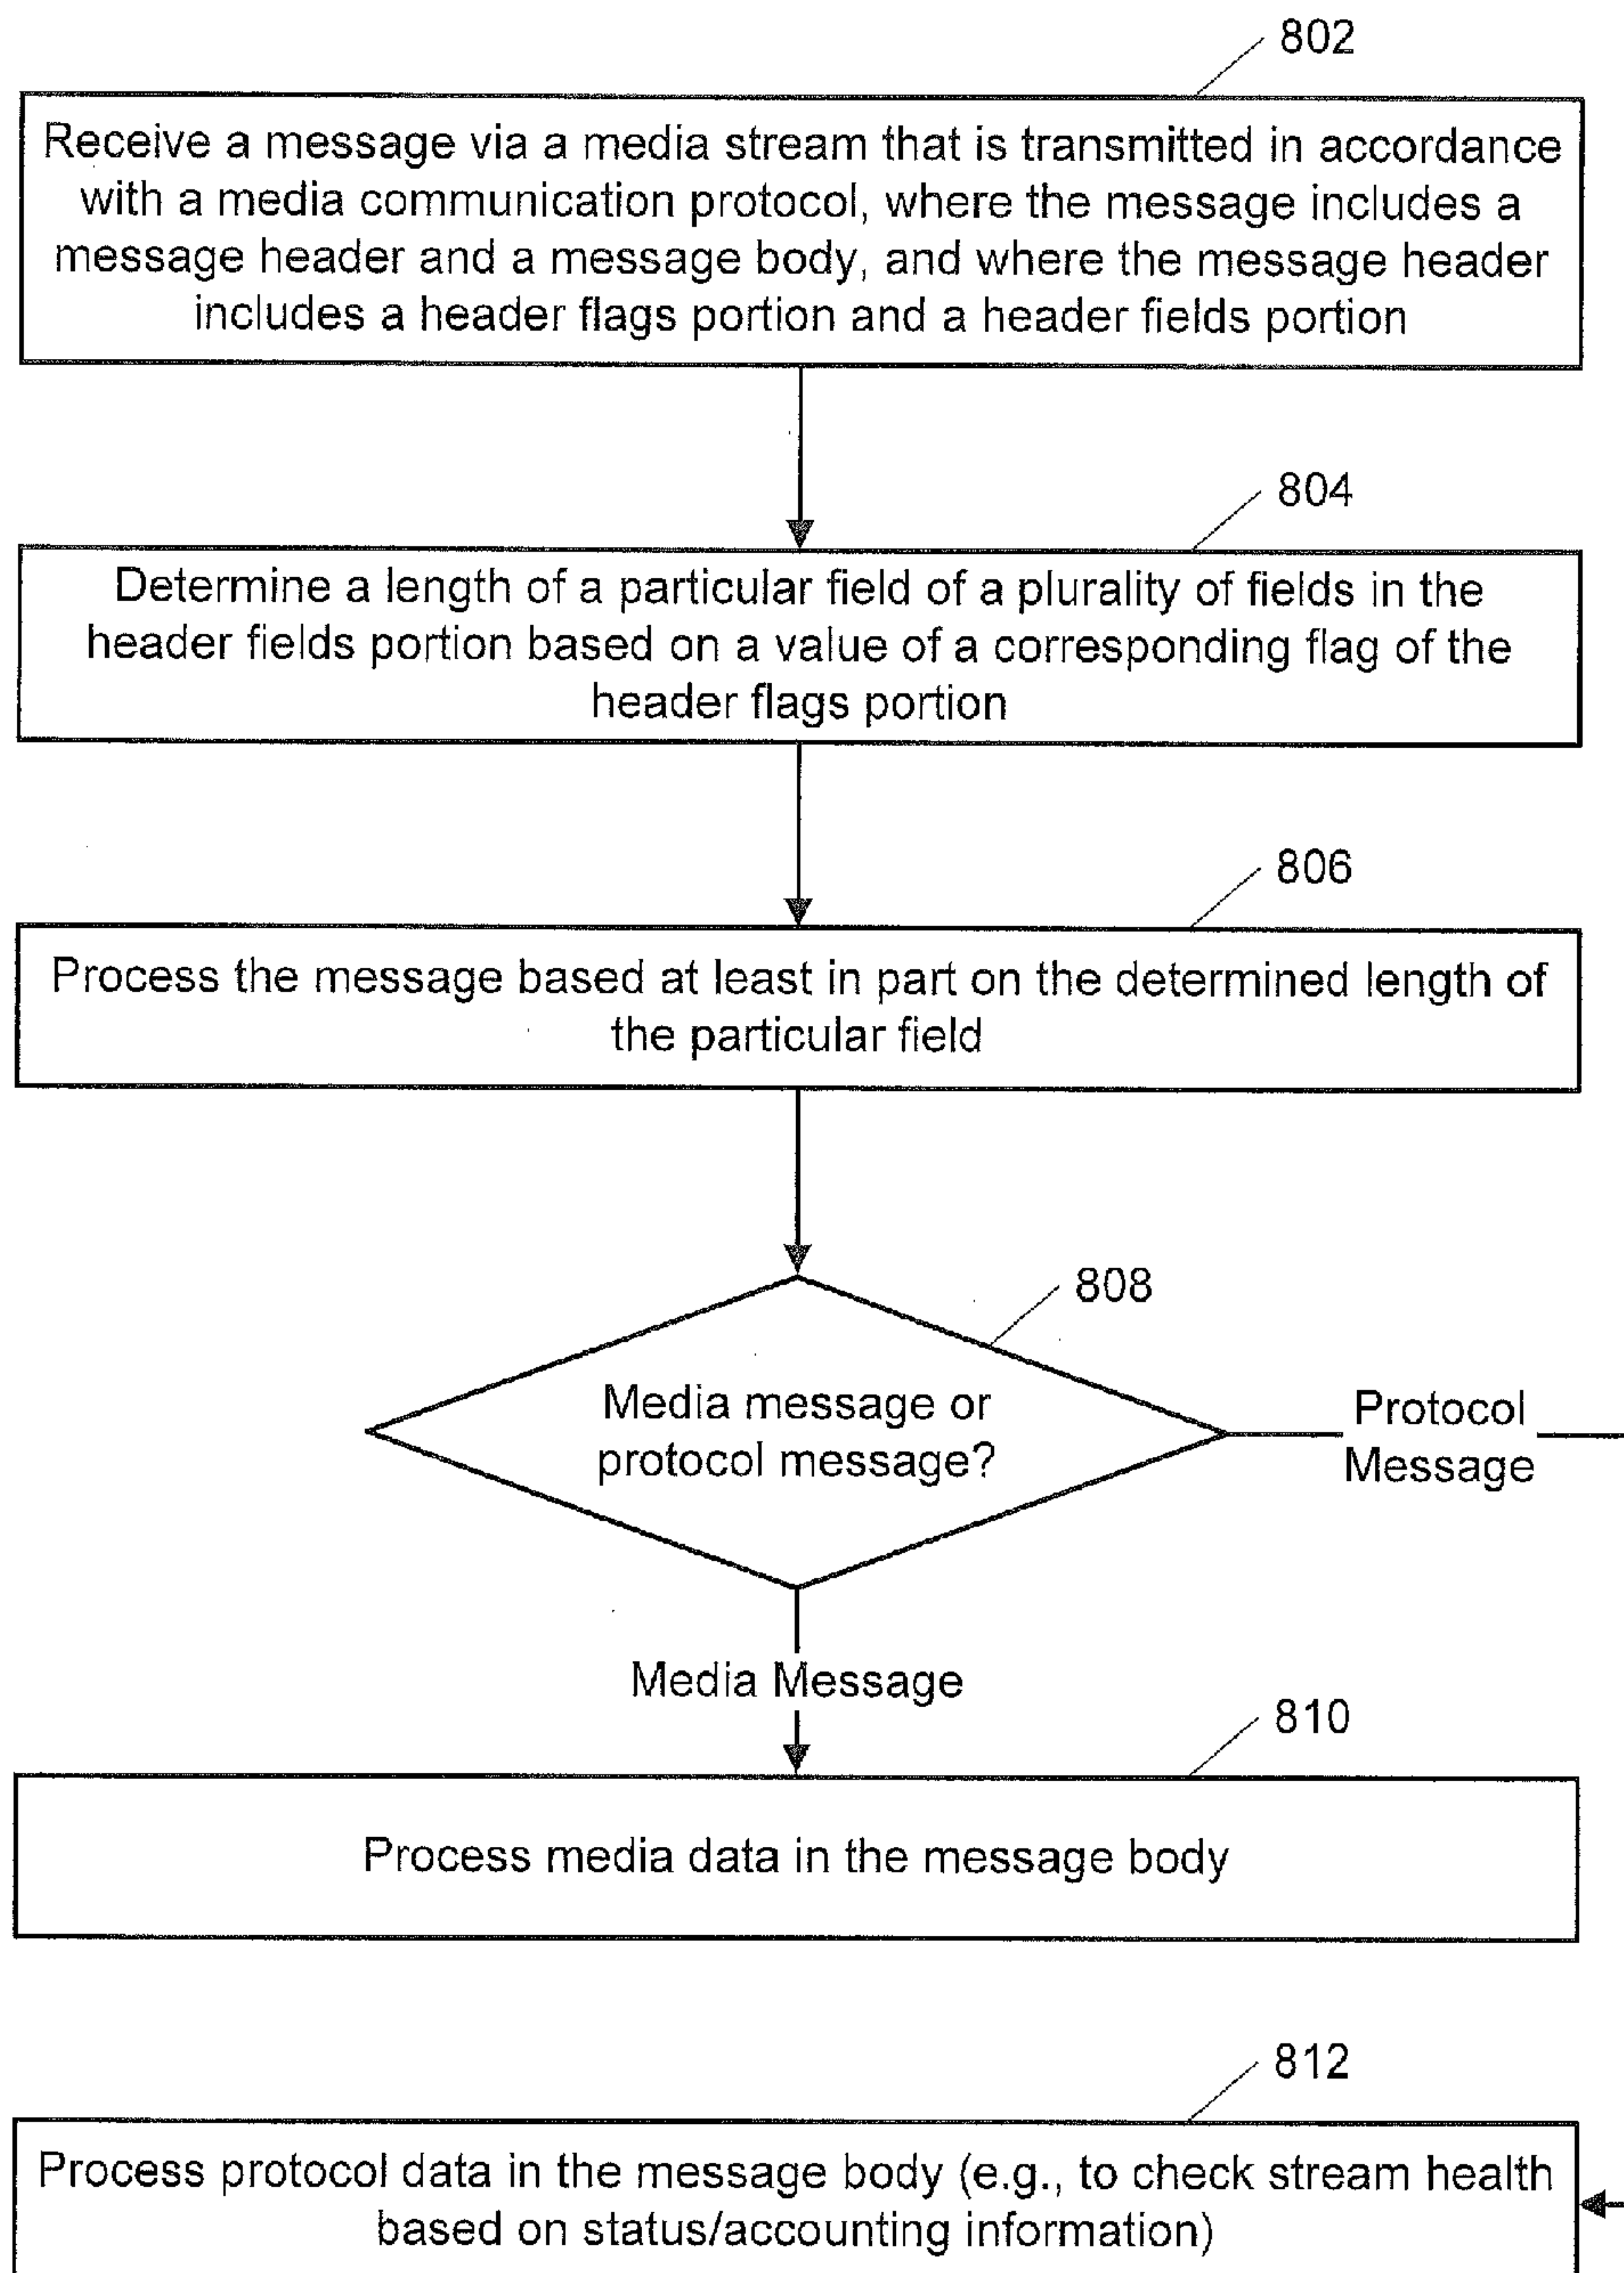 802
Receive a message via a media stream that is transmitted in accordance
with a media communication protocol, where the message includes a
message header and a message body, and where the message header
includes a header flags portion and a header fields portion
804
Determine a length of a particular field of a plurality of fields in the
header fields portion based on a value of a corresponding flag of the
header flags portion
806
Process the message based at least in part on the determined length of
the particular field
808
Media message or
protocol message?
Protocol
Message
Media Message
810
Process media data in the message body
812
Process protocol data in the message body (e.g., to check stream health
based on status/accounting information)